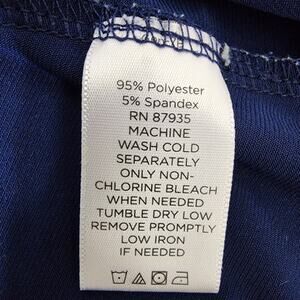 95% Polyester
5% Spandex
RN 87935
MACHINE
WASH COLD
SEPARATELY
ONLY NON-
CHLORINE BLEACH
WHEN NEEDED
TUMBLE DRY LOW
REMOVE PROMPTLY
LOW IRON
IF NEEDED